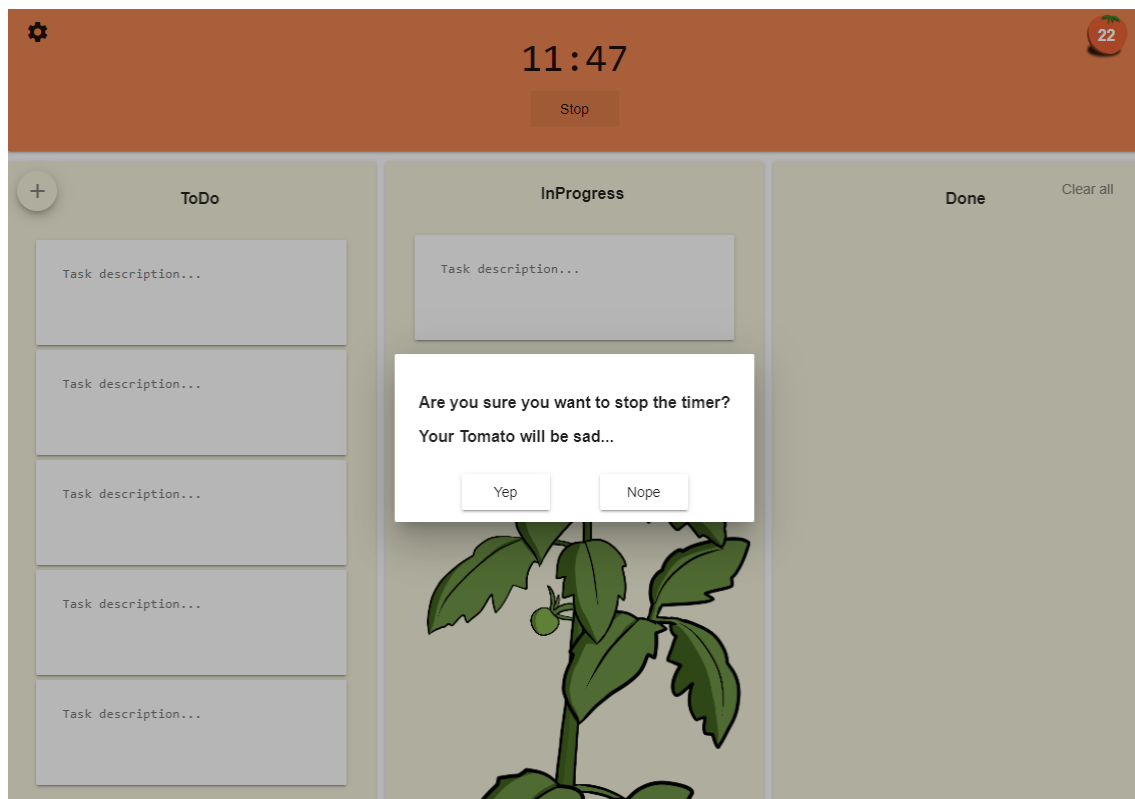 11:47
22
Stop
ToDo
InProgress
Done
Clear all
Task description...
Task description...
Task description...
Task description...
Task description...
Task description...
Are you sure you want to stop the timer?
Your Tomato will be sad...
Yep
Nope